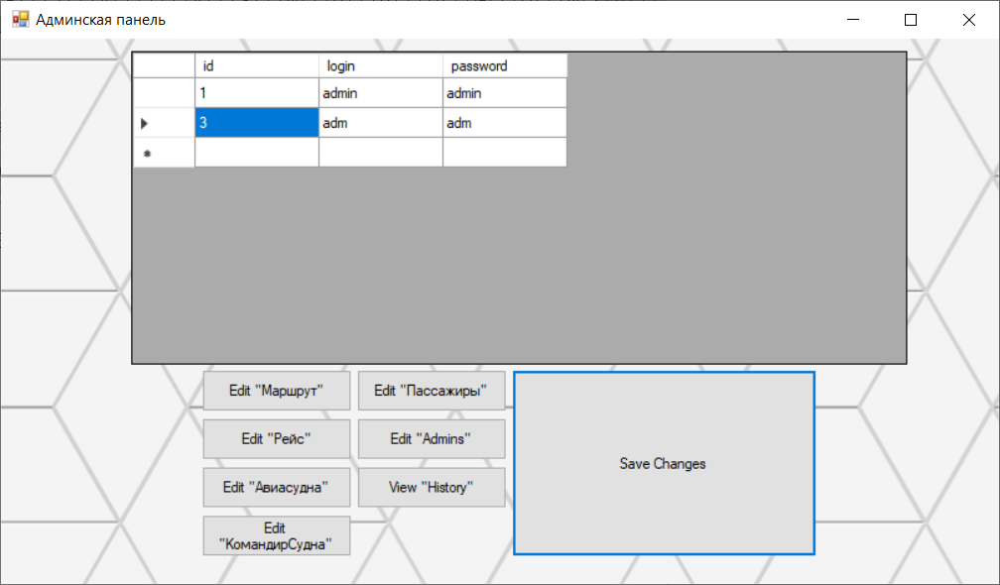 Админская панель
id login password
1 admin admin
3 adm adm
Edit "Маршрут" Edit "Пассажиры"
Edit "Рейс" Edit "Admins"
Save Changes
Edit "Авиасудна" View "History"
Edit
"КомандирСудна"